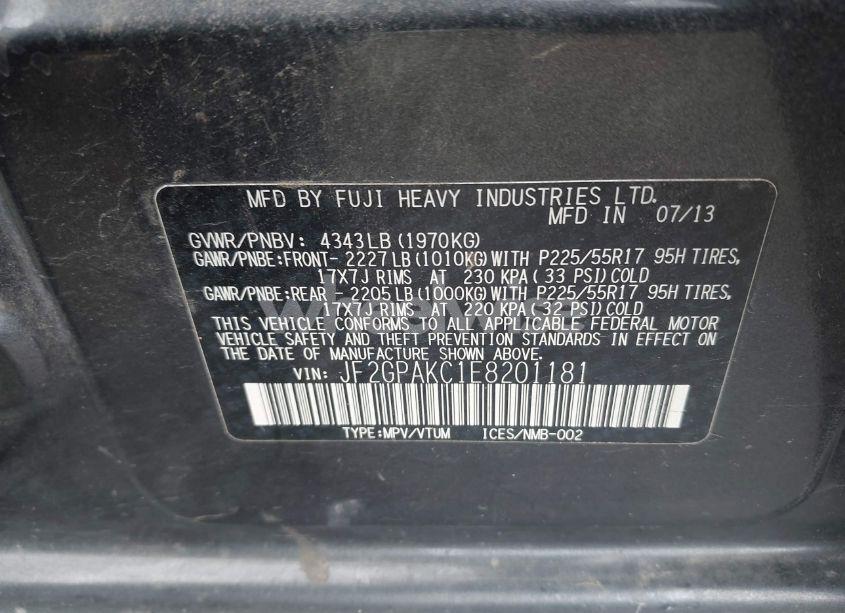 MFD BY FUJI HEAVY INDUSTRIES LTD.
MFD IN 07/13
GVWR/PNBV: 4343LB(1970KG)
GAWR/PNBE:FRONT- 2227LB(1010KG)WITH P225/55R17 95H TIRES,
17X7J RIMS AT 230 KPA(33 PSI)COLD
GAWR/PNBE:REAR - 2205LB(1000KG)WITH P225/55R17 95H TIRES,
17X7J RIMS AT 220 KPA(32 PSI)COLD
THIS VEHICLE CONFORMS TO ALL APPLICABLE FEDERAL MOTOR
VEHICLE SAFETY AND THEFT PREVENTION STANDARDS IN EFFECT ON
THE DATE OF MANUFACTURE SHOWN ABOVE.
VIN: JF2GPAKC1E8201181
TYPE:MPV/VTUM ICES/NMB-002